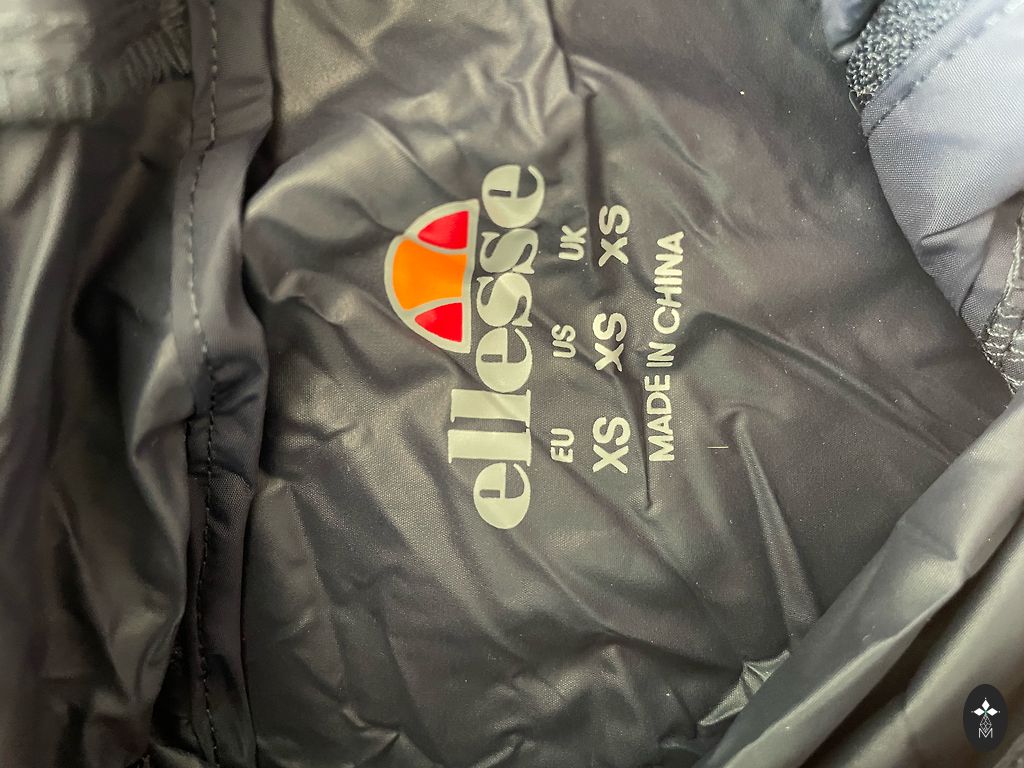 ellesse
EU US UK
XS XS XS
MADE IN CHINA
M